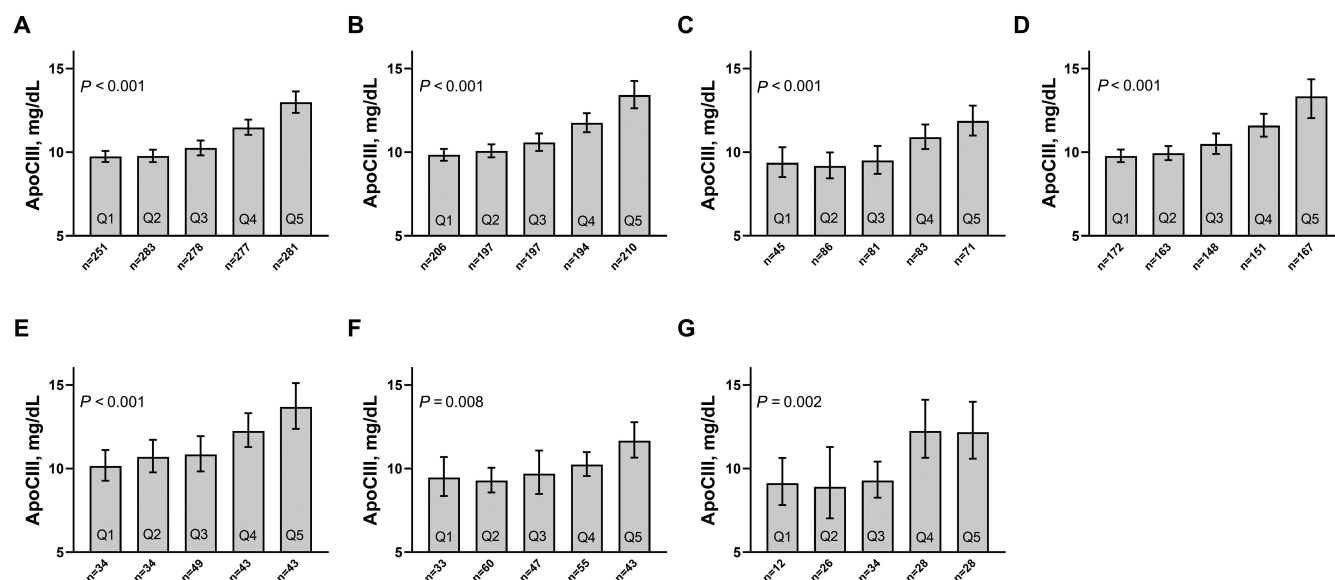 A
B
C
D
ApoCIII, mg/dL
15
10
5
P < 0.001
Q1
Q2
Q3
Q4
Q5
n=251
n=283
n=278
n=277
n=281
ApoCIII, mg/dL
15
10
5
P < 0.001
Q1
Q2
Q3
Q4
Q5
n=206
n=197
n=197
n=194
n=210
ApoCIII, mg/dL
15
10
5
P < 0.001
Q1
Q2
Q3
Q4
Q5
n=45
n=86
n=81
n=83
n=71
ApoCIII, mg/dL
15
10
5
P < 0.001
Q1
Q2
Q3
Q4
Q5
n=172
n=163
n=148
n=151
n=167
E
F
G
ApoCIII, mg/dL
15
10
5
P < 0.001
Q1
Q2
Q3
Q4
Q5
n=34
n=34
n=49
n=43
n=43
ApoCIII, mg/dL
15
10
5
P = 0.008
Q1
Q2
Q3
Q4
Q5
n=33
n=60
n=47
n=55
n=43
ApoCIII, mg/dL
15
10
5
P = 0.002
Q1
Q2
Q3
Q4
Q5
n=12
n=26
n=34
n=28
n=28